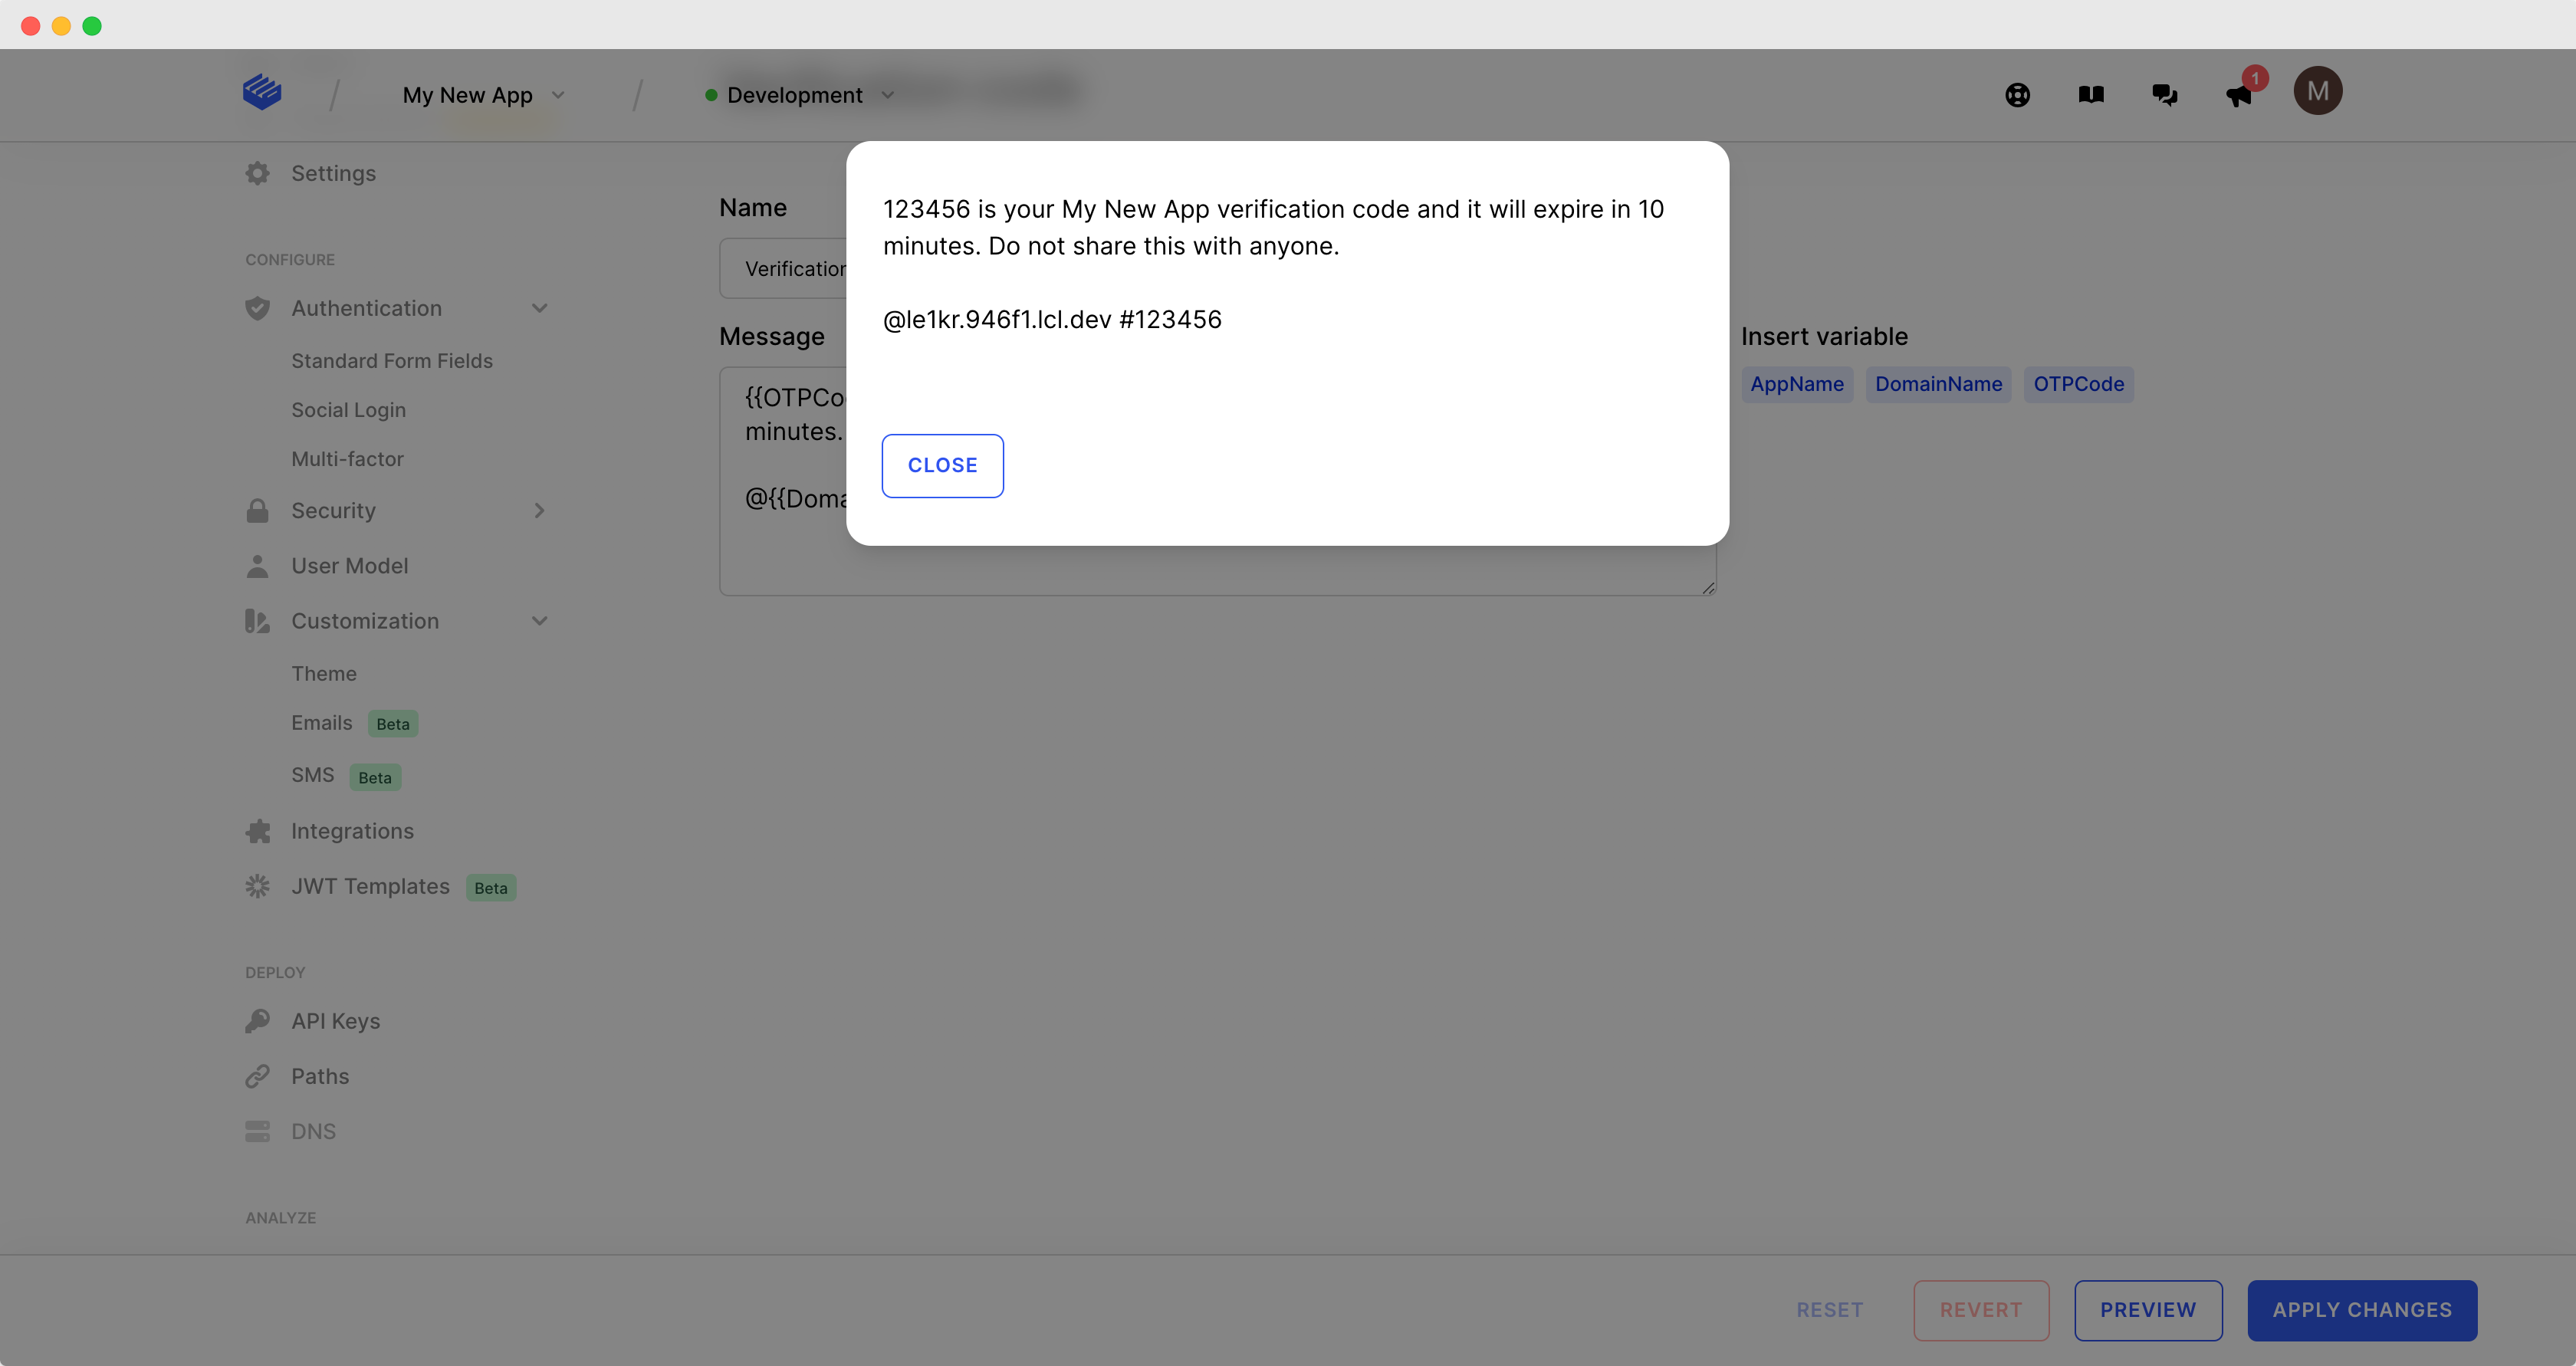 My New App
Development
1
M
Settings
CONFIGURE
Authentication
Standard Form Fields
Social Login
Multi-factor
Security
User Model
Customization
Theme
Emails Beta
SMS Beta
Integrations
JWT Templates Beta
DEPLOY
API Keys
Paths
DNS
ANALYZE
Name
Verification
Message
{{OTPCo
minutes.
@{{Doma
123456 is your My New App verification code and it will expire in 10
minutes. Do not share this with anyone.
@le1kr.946f1.lcl.dev #123456
CLOSE
Insert variable
AppName DomainName OTPCode
RESET REVERT PREVIEW APPLY CHANGES